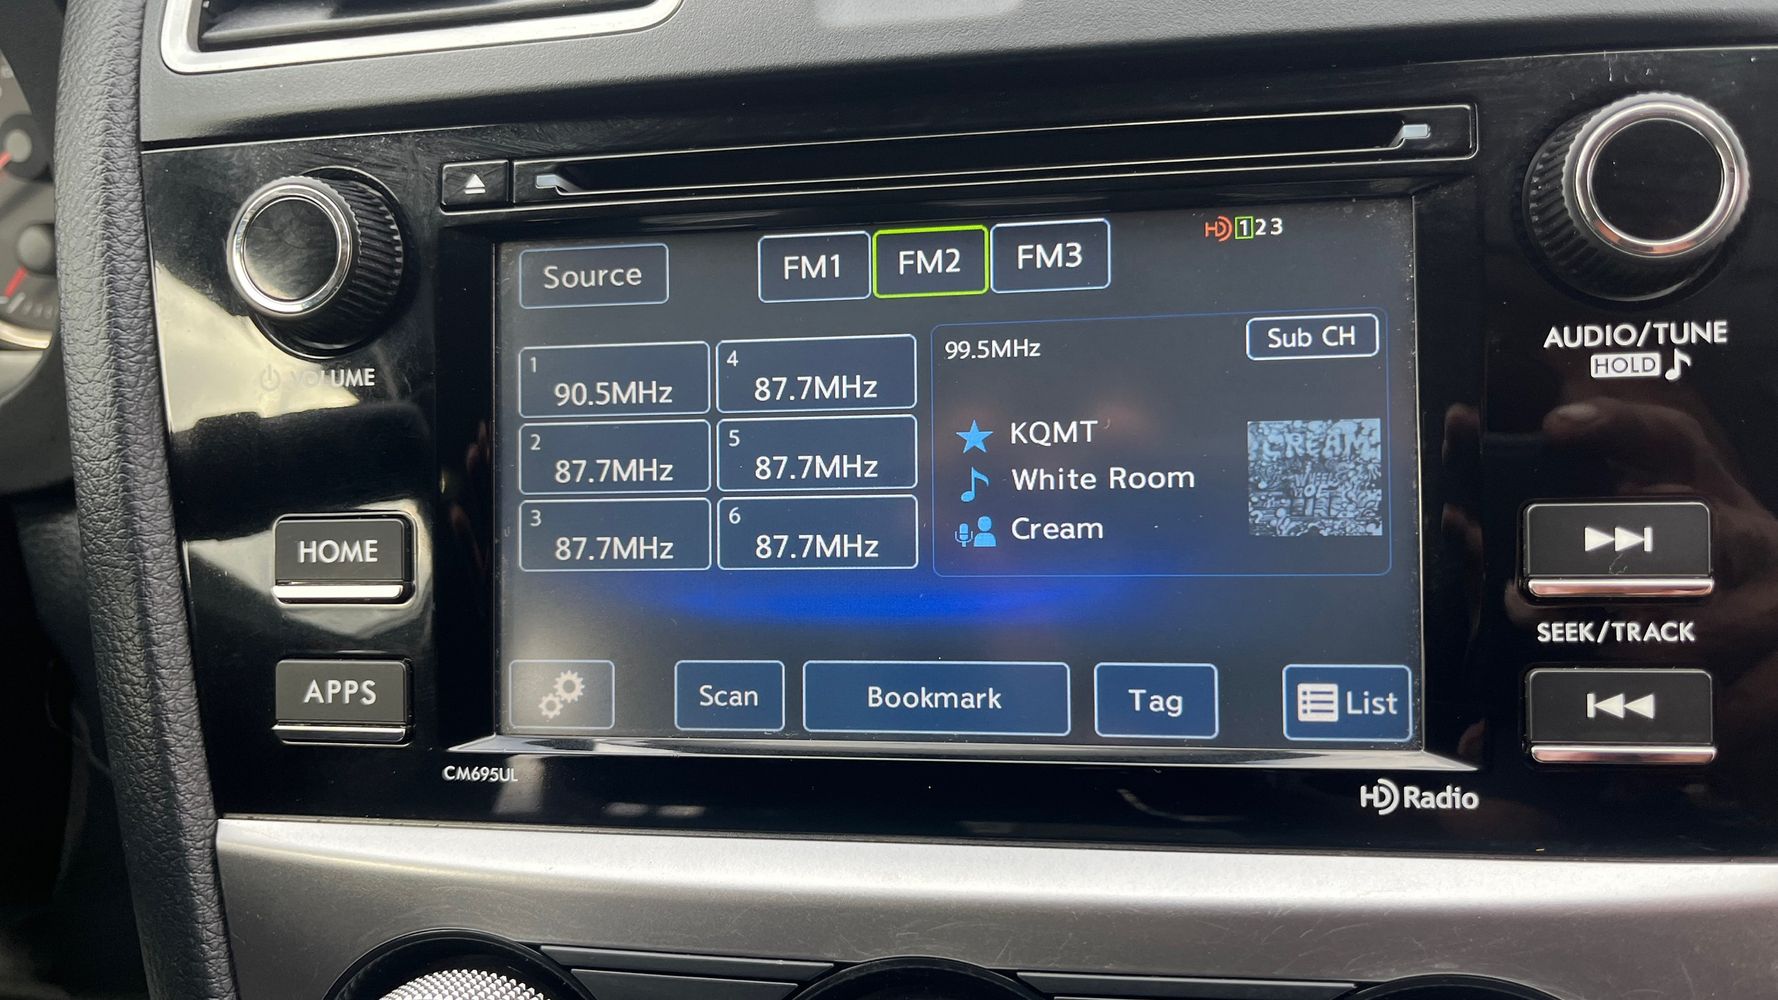 Source
FM1
FM2
FM3
HD 1 2 3
1
90.5MHz
4
87.7MHz
2
87.7MHz
5
87.7MHz
3
87.7MHz
6
87.7MHz
99.5MHz
Sub CH
KQMT
White Room
Cream
CREAM
Scan
Bookmark
Tag
List
VOLUME
HOME
APPS
CM695UL
AUDIO/TUNE
HOLD
SEEK/TRACK
HD Radio